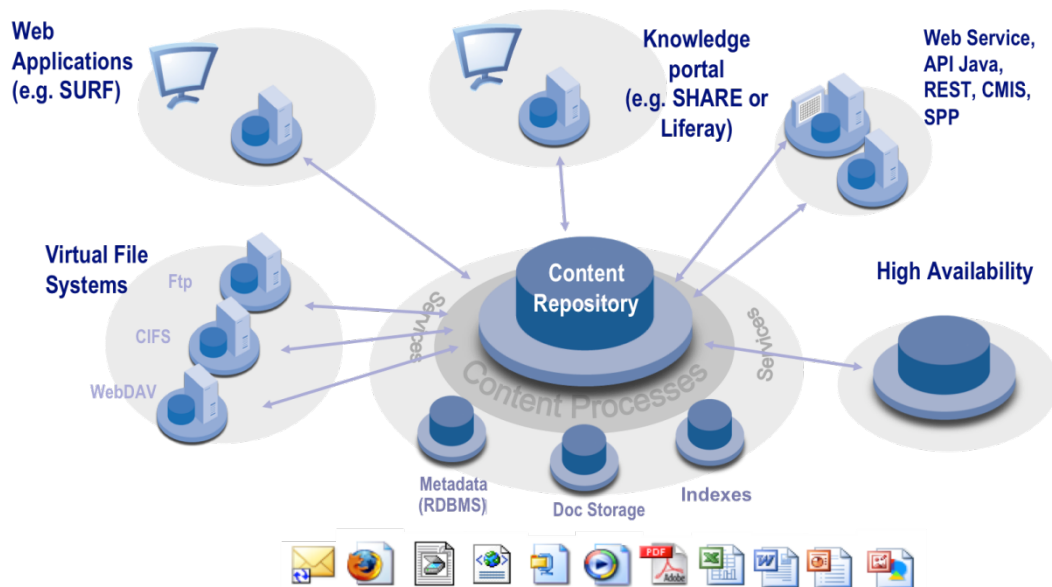 Web
Applications
(e.g. SURF)
Knowledge
portal
(e.g. SHARE or
Liferay)
Web Service,
API Java,
REST, CMIS,
SPP
Virtual File
Systems
Ftp
CIFS
WebDAV
Content
Repository
Services
Services
Content Processes
High Availability
Metadata
(RDBMS)
Doc Storage
Indexes
PDF
Adobe